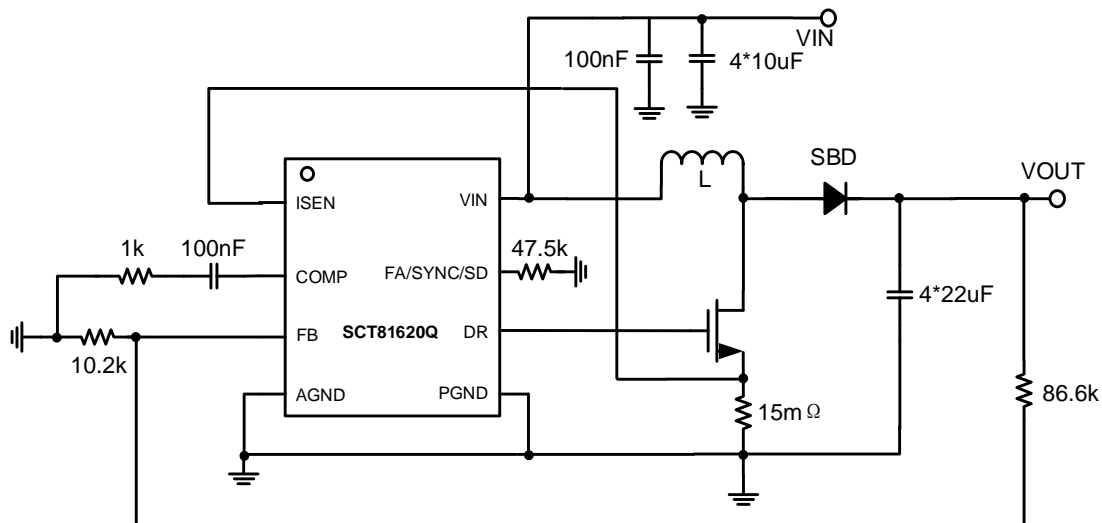 VIN
100nF
4*10uF
SBD
VOUT
L
ISEN
VIN
1k
100nF
47.5k
COMP
FA/SYNC/SD
4*22uF
FB
SCT81620Q
DR
10.2k
86.6k
AGND
PGND
15mΩ